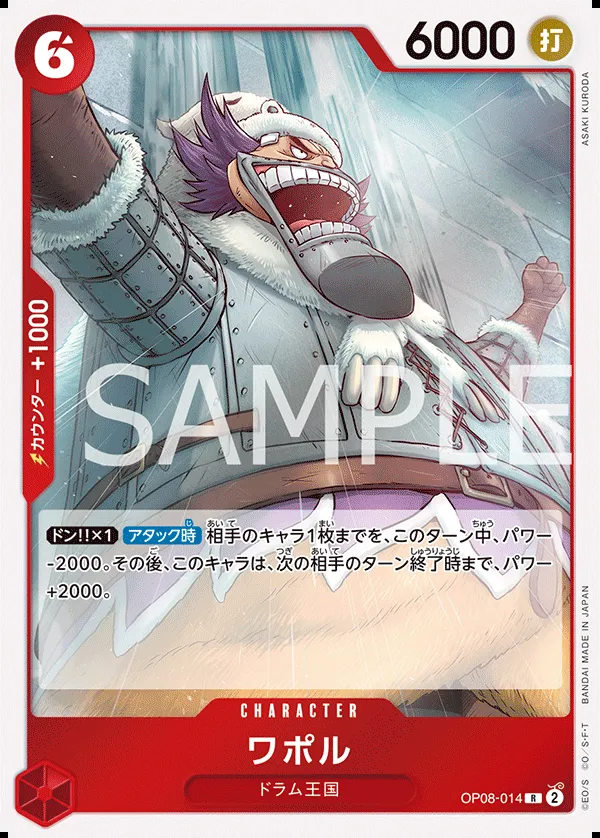 6
6000
打
ASAKI KURODA
カウンター +1000
SAMPLE
ドン!!×1 アタック時 相手のキャラ1枚までを、このターン中、パワー
-2000。その後、このキャラは、次の相手のターン終了時まで、パワー
+2000。
CHARACTER
ワポル
ドラム王国
OP08-014 R 2
©E.O/S ©O/S・F・T BANDAI MADE IN JAPAN